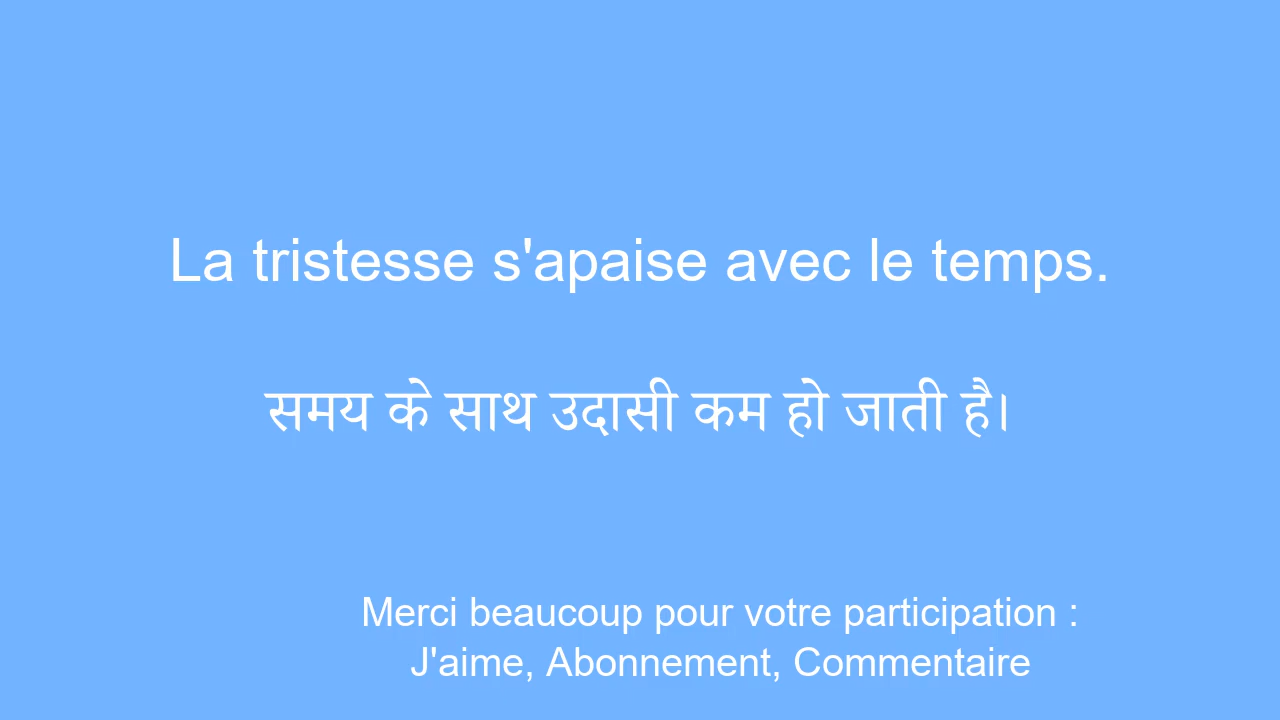 La tristesse s'apaise avec le temps.
समय के साथ उदासी कम हो जाती है।
Merci beaucoup pour votre participation :
J'aime, Abonnement, Commentaire